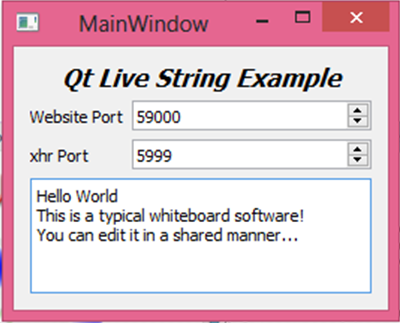 MainWindow
Qt Live String Example
Website Port 59000
xhr Port 5999
Hello World
This is a typical whiteboard software!
You can edit it in a shared manner...